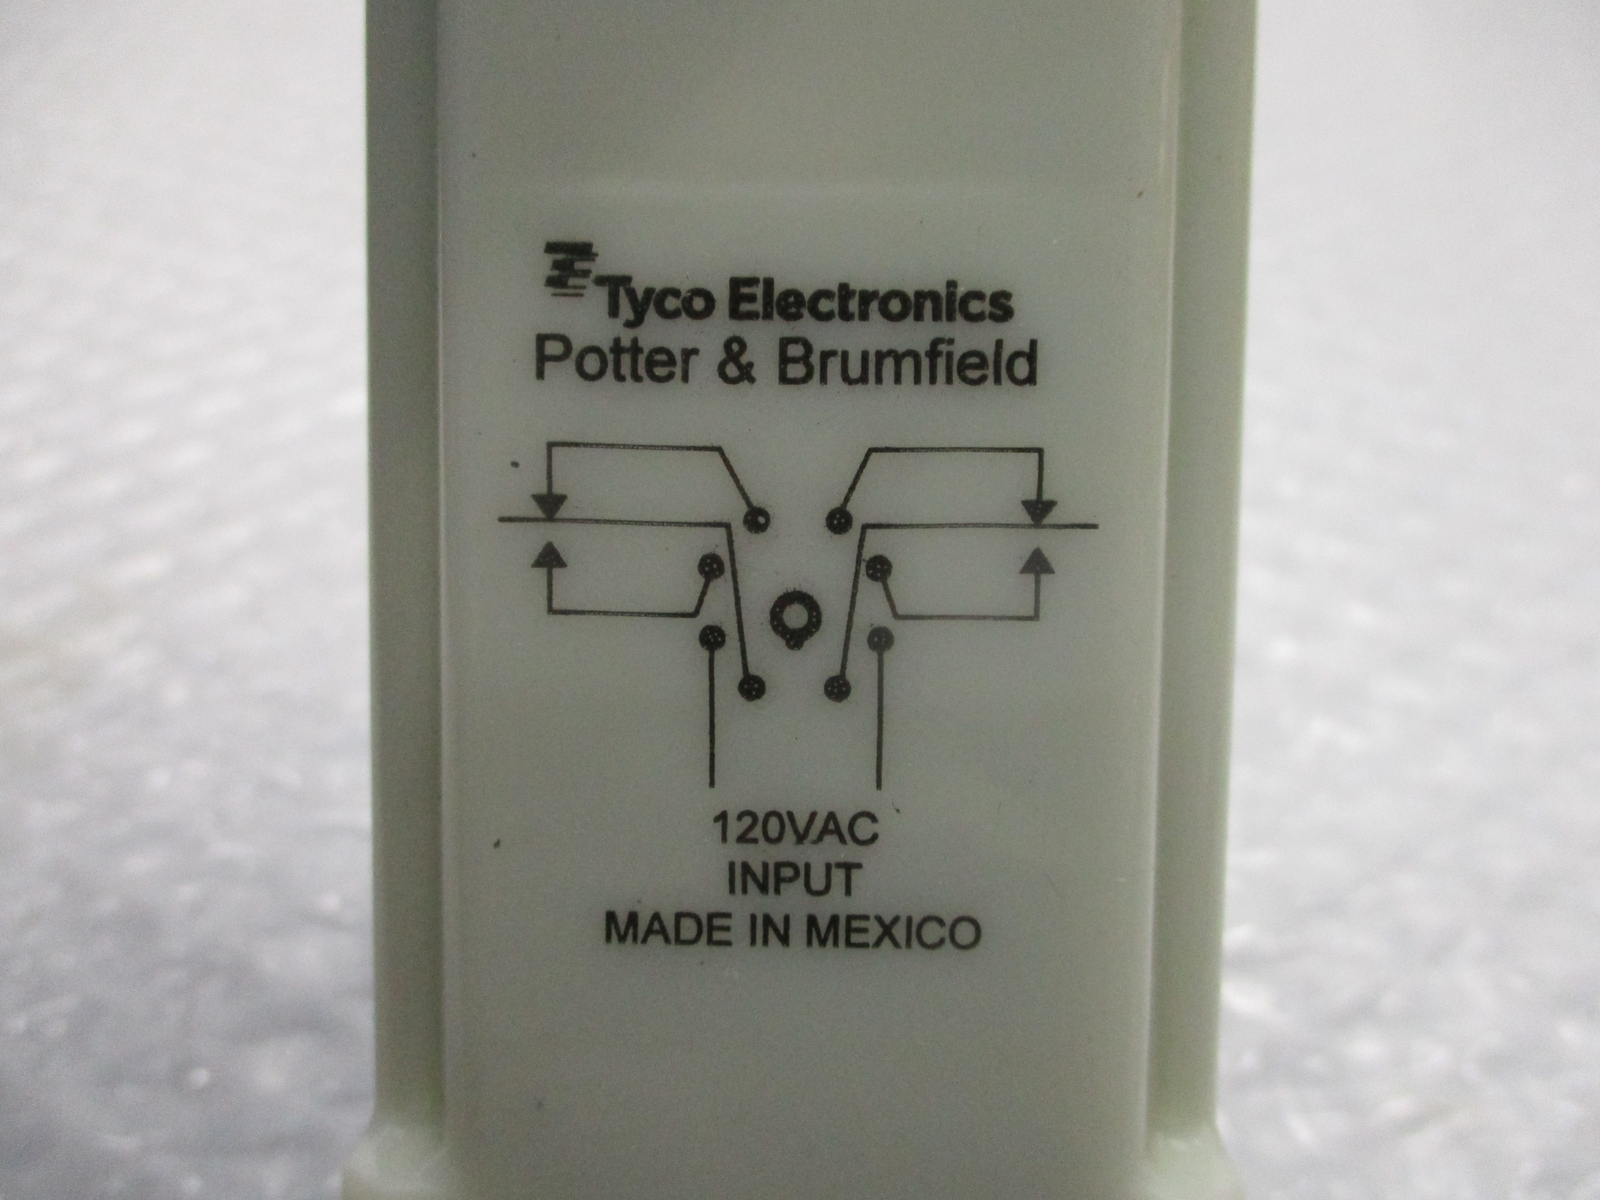 Tyco Electronics
Potter & Brumfield
120VAC
INPUT
MADE IN MEXICO